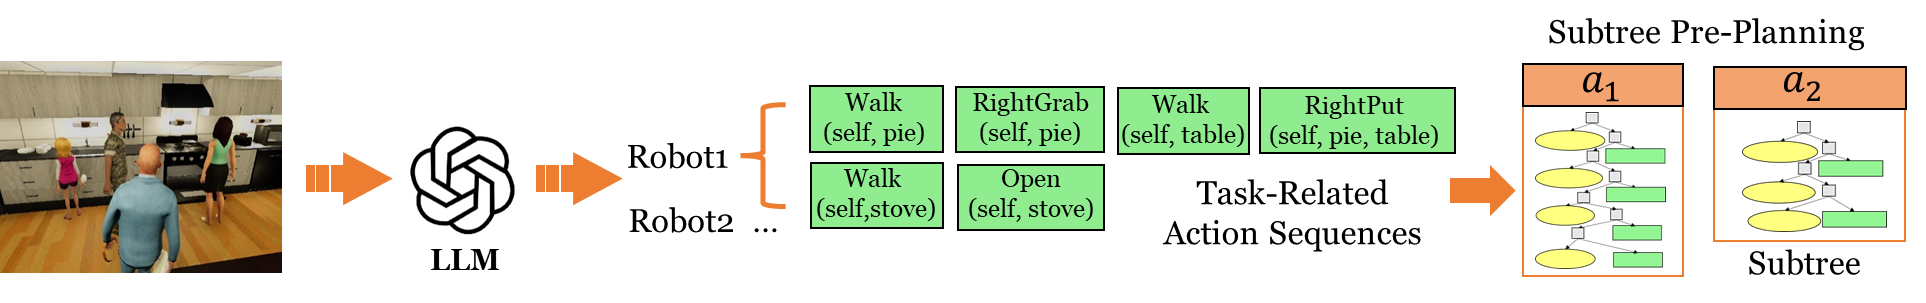 Subtree Pre-Planning
a₁
a₂
Walk
(self, pie)
RightGrab
(self, pie)
Walk
(self, table)
RightPut
(self, pie, table)
Robot1
Walk
(self,stove)
Open
(self, stove)
Task-Related
Action Sequences
Robot2 ...
LLM
Subtree